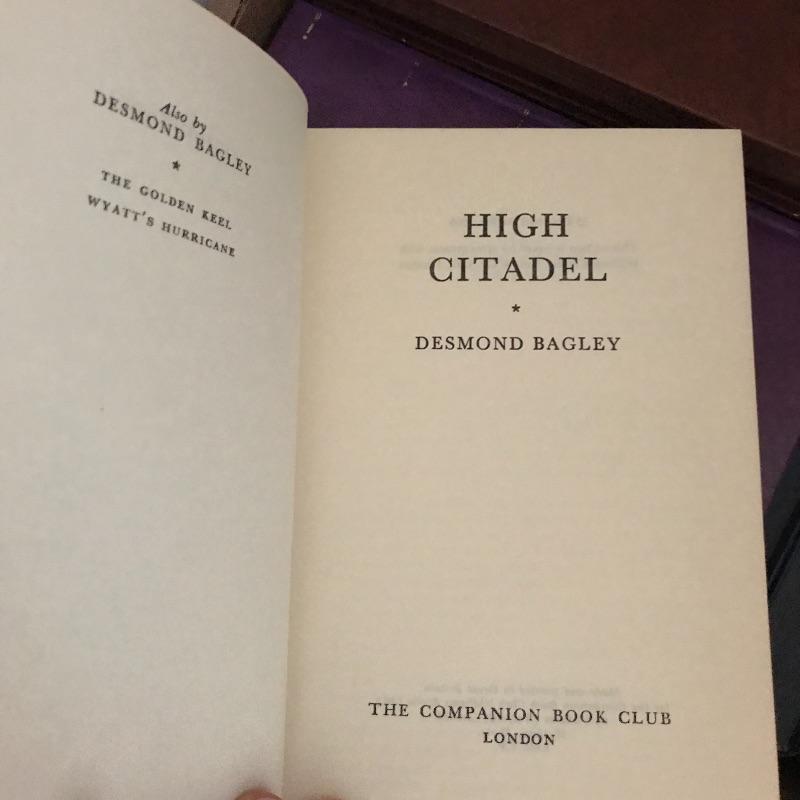 Also by
DESMOND BAGLEY
*
THE GOLDEN KEEL
WYATT'S HURRICANE
HIGH
CITADEL
*
DESMOND BAGLEY
THE COMPANION BOOK CLUB
LONDON